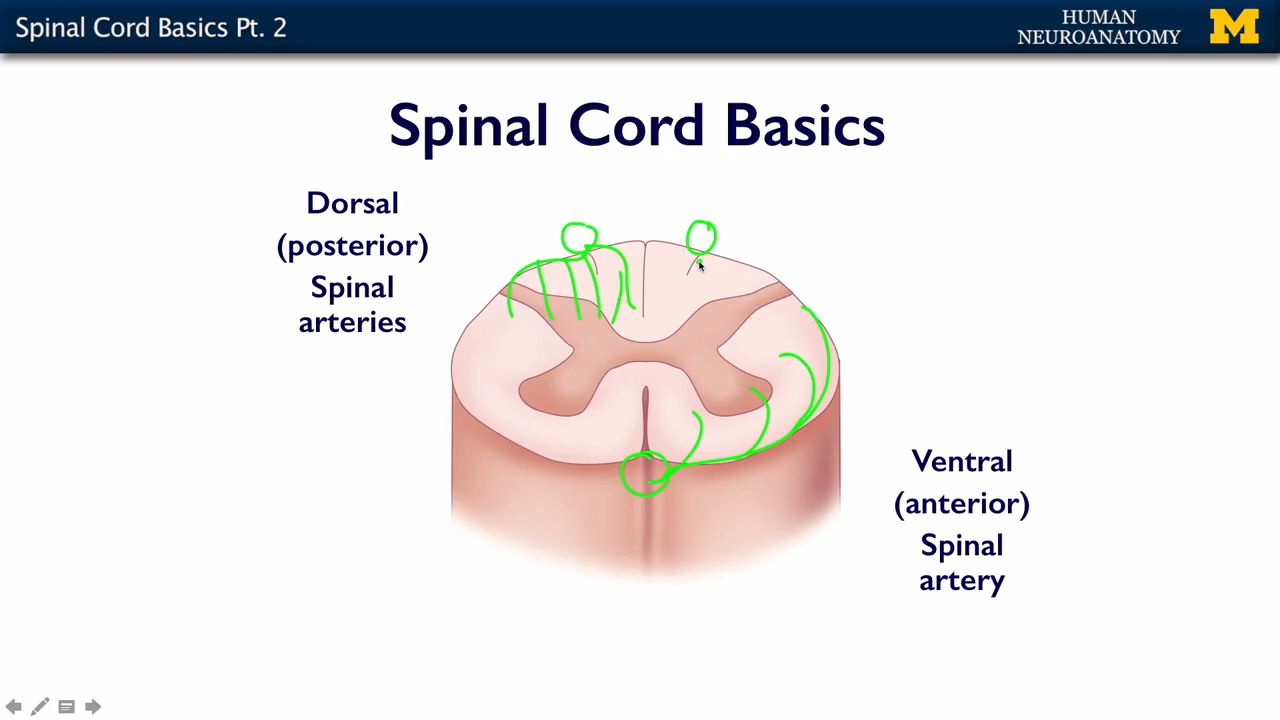 Spinal Cord Basics Pt. 2
HUMAN
NEUROANATOMY
M
Spinal Cord Basics
Dorsal
(posterior)
Spinal
arteries
Ventral
(anterior)
Spinal
artery